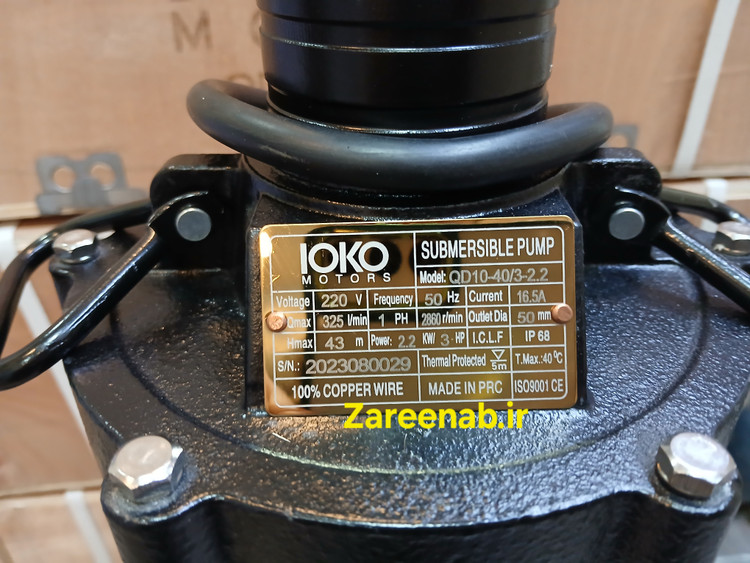 IOKO
MOTORS
SUBMERSIBLE PUMP
Model: QD10-40/3-2.2
Voltage 220 V Frequency 50 Hz Current 16.5A
Qmax 325 l/min 1 PH 2860 r/min Outlet Dia 50 mm
Hmax 43 m Power: 2.2 KW/ 3 HP I.C.L.F IP 68
S/N.: 2023080029 Thermal Protected 5m T.Max.:40°C
100% COPPER WIRE MADE IN PRC ISO9001 CE
Zareenab.ir